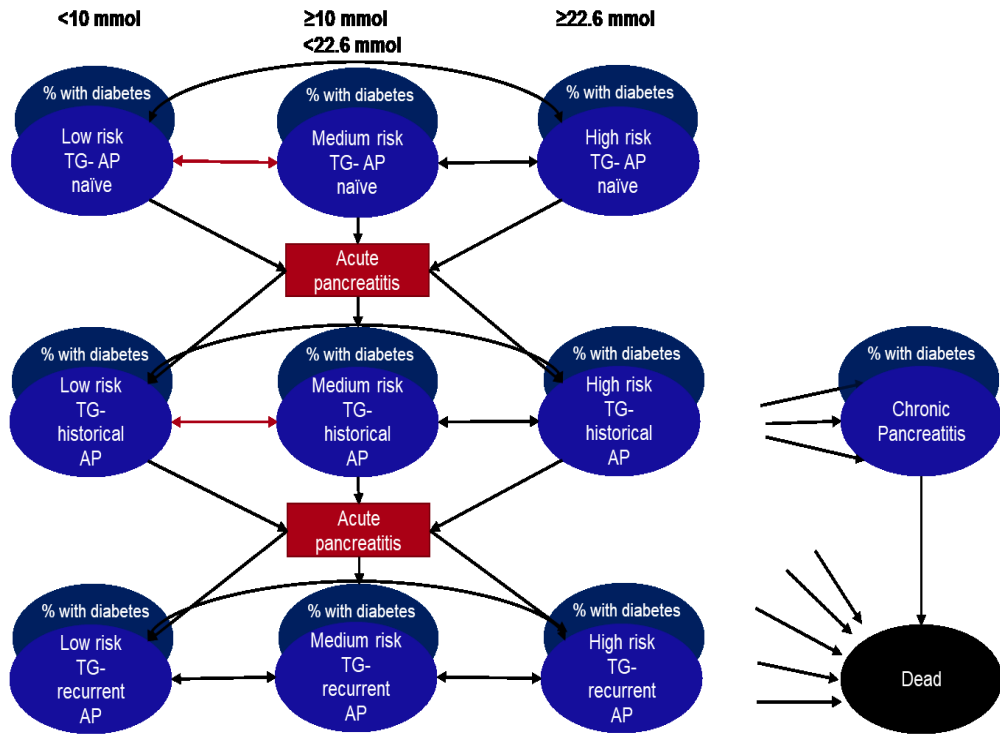 <10 mmol
≥10 mmol
<22.6 mmol
≥22.6 mmol
% with diabetes
Low risk
TG- AP
naïve
% with diabetes
Medium risk
TG- AP
naïve
% with diabetes
High risk
TG- AP
naïve
Acute
pancreatitis
% with diabetes
Low risk
TG-
historical
AP
% with diabetes
Medium risk
TG-
historical
AP
% with diabetes
High risk
TG-
historical
AP
% with diabetes
Chronic
Pancreatitis
Acute
pancreatitis
% with diabetes
Low risk
TG-
recurrent
AP
% with diabetes
Medium risk
TG-
recurrent
AP
% with diabetes
High risk
TG-
recurrent
AP
Dead